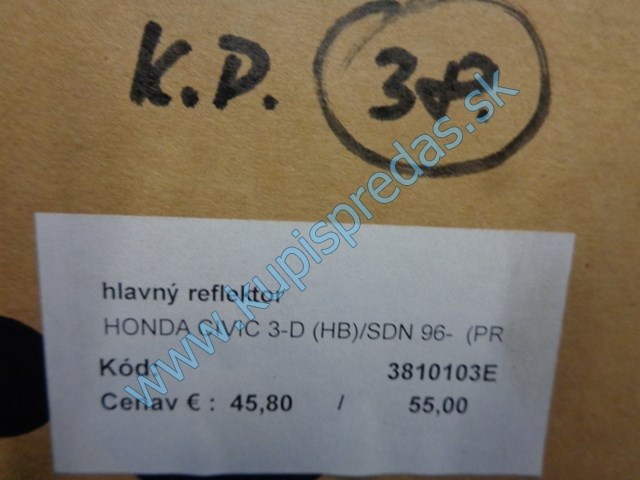 K.D.
hlavný reflektor
HONDA CIVIC 3-D (HB)/SDN 96- (PR
Kód: 3810103E
Cena v € : 45,80 / 55,00
www.kupispredas.sk